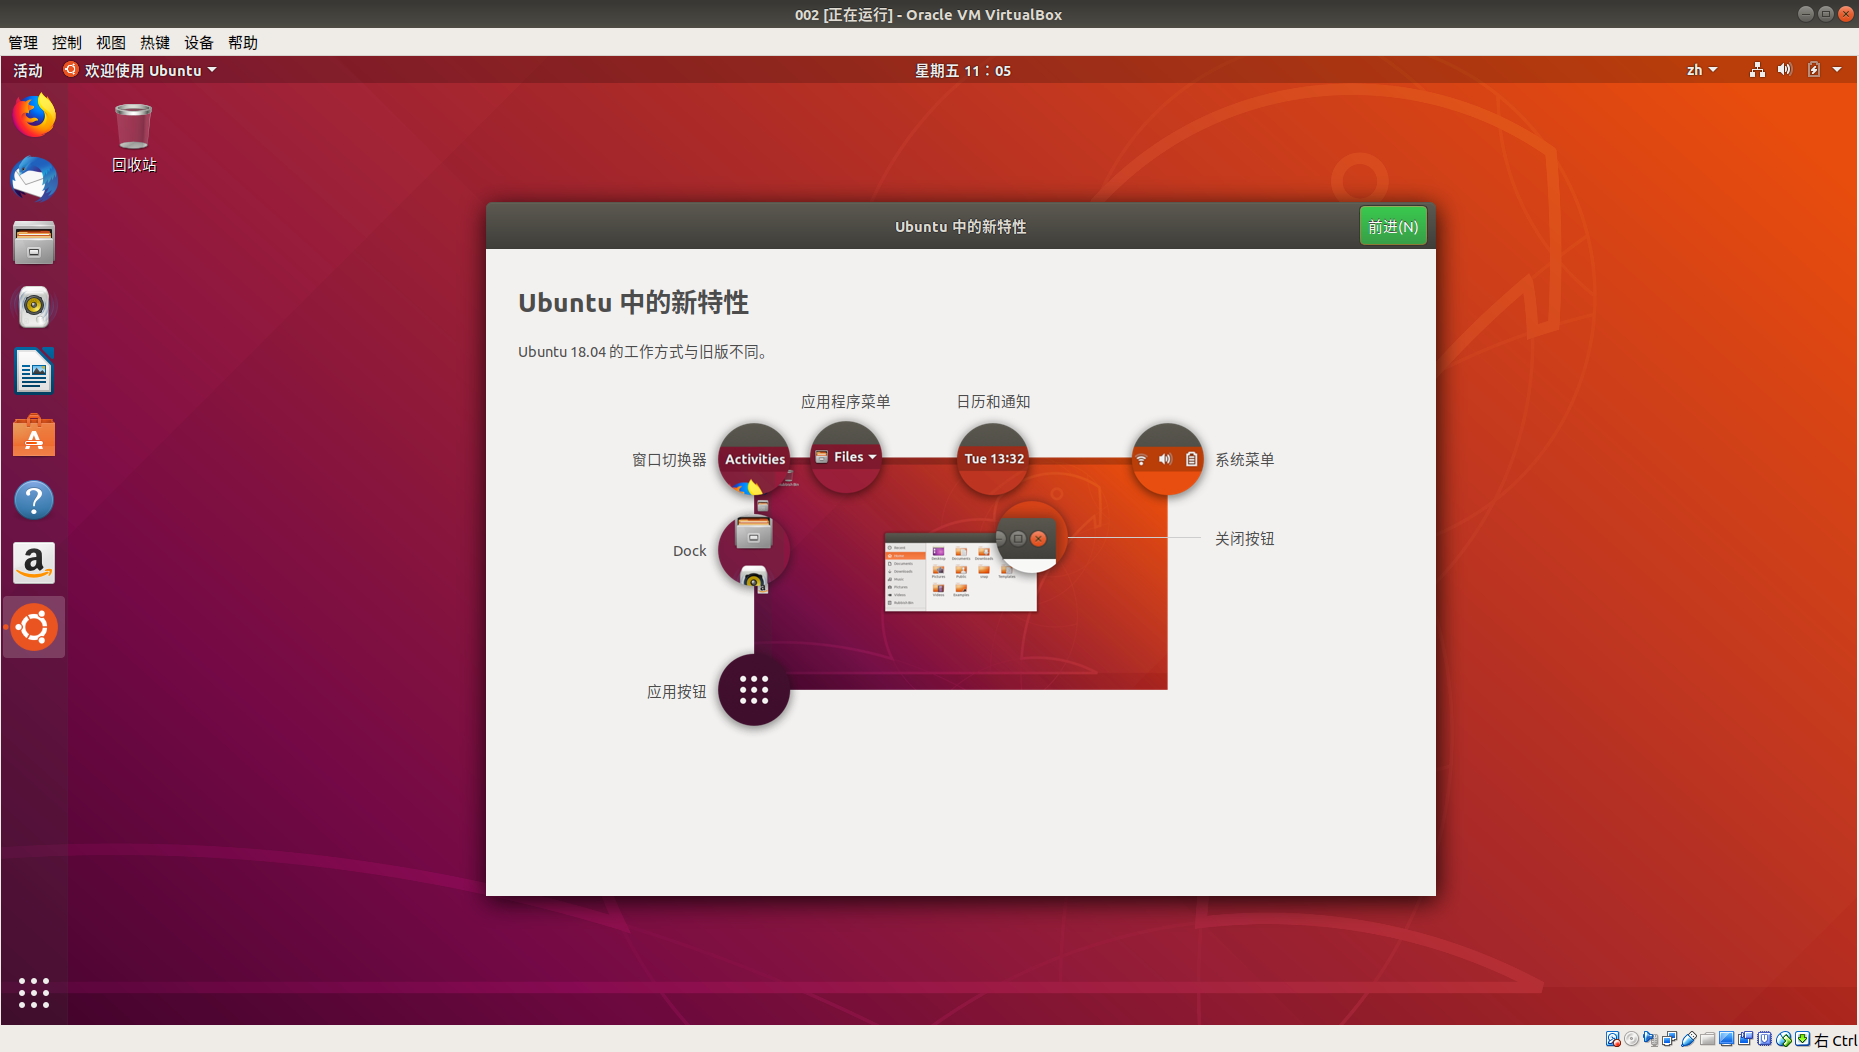 002 [正在运行] - Oracle VM VirtualBox
管理 控制 视图 热键 设备 帮助
活动 欢迎使用 Ubuntu 星期五 11：05 zh
回收站
Ubuntu 中的新特性 前进(N)
Ubuntu 中的新特性
Ubuntu 18.04 的工作方式与旧版不同。
应用程序菜单 日历和通知
窗口切换器 Activities Files Tue 13:32 系统菜单
关闭按钮
Dock
应用按钮
右 Ctrl